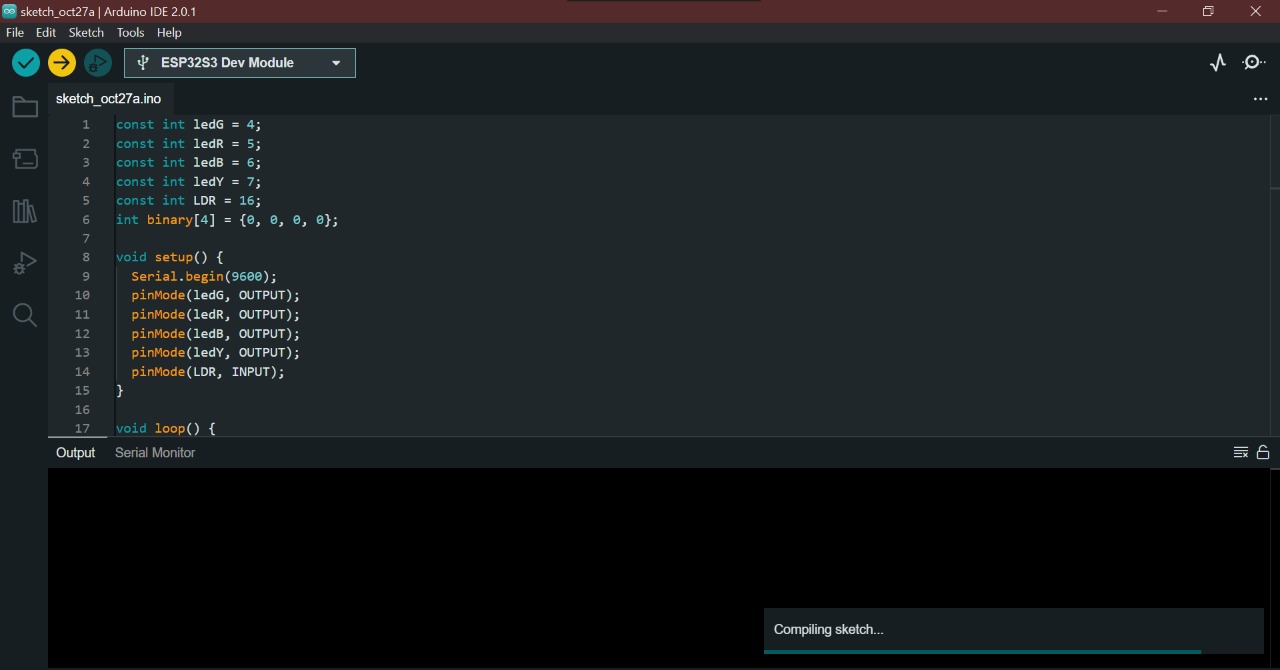 sketch_oct27a | Arduino IDE 2.0.1
File Edit Sketch Tools Help
ESP32S3 Dev Module
sketch_oct27a.ino
1 const int ledG = 4;
2 const int ledR = 5;
3 const int ledB = 6;
4 const int ledY = 7;
5 const int LDR = 16;
6 int binary[4] = {0, 0, 0, 0};
7
8 void setup() {
9 Serial.begin(9600);
10 pinMode(ledG, OUTPUT);
11 pinMode(ledR, OUTPUT);
12 pinMode(ledB, OUTPUT);
13 pinMode(ledY, OUTPUT);
14 pinMode(LDR, INPUT);
15 }
16
17 void loop() {
Output Serial Monitor
Compiling sketch...